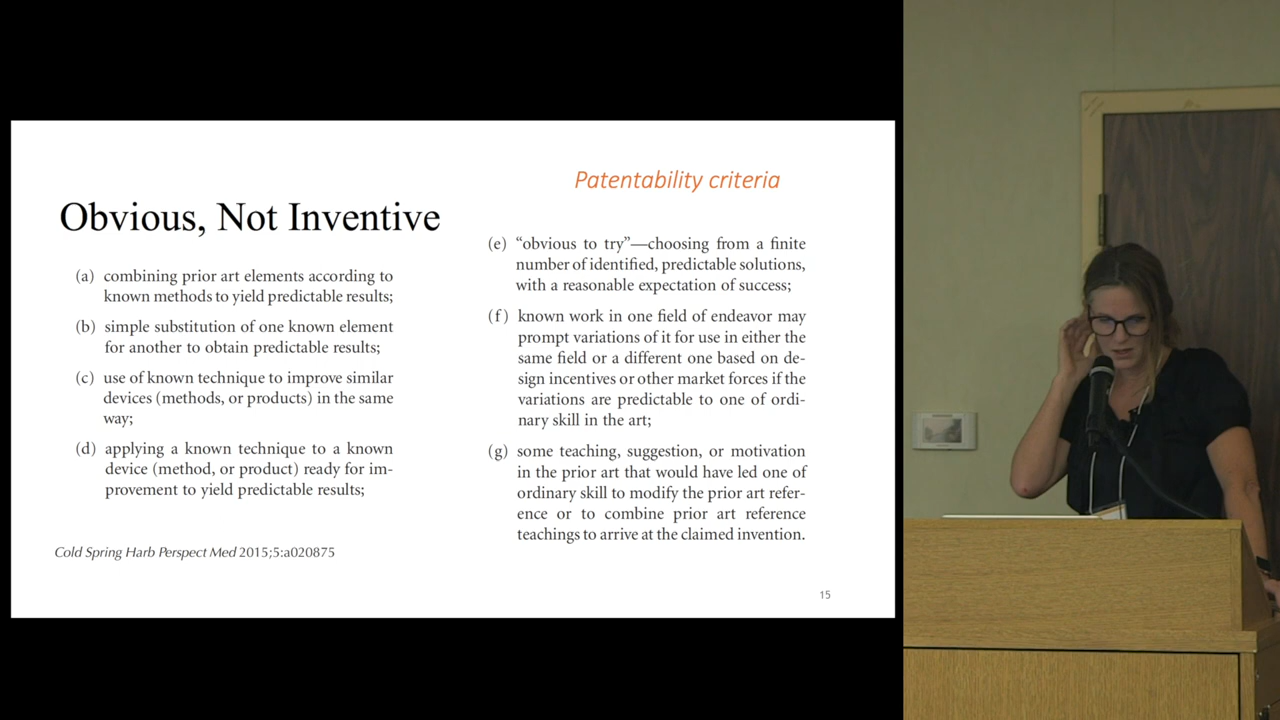 Patentability criteria
Obvious, Not Inventive
(a) combining prior art elements according to
known methods to yield predictable results;
(b) simple substitution of one known element
for another to obtain predictable results;
(c) use of known technique to improve similar
devices (methods, or products) in the same
way;
(d) applying a known technique to a known
device (method, or product) ready for im-
provement to yield predictable results;
(e) “obvious to try”—choosing from a finite
number of identified, predictable solutions,
with a reasonable expectation of success;
(f) known work in one field of endeavor may
prompt variations of it for use in either the
same field or a different one based on de-
sign incentives or other market forces if the
variations are predictable to one of ordi-
nary skill in the art;
(g) some teaching, suggestion, or motivation
in the prior art that would have led one of
ordinary skill to modify the prior art refer-
ence or to combine prior art reference
teachings to arrive at the claimed invention.
Cold Spring Harb Perspect Med 2015;5:a020875
15